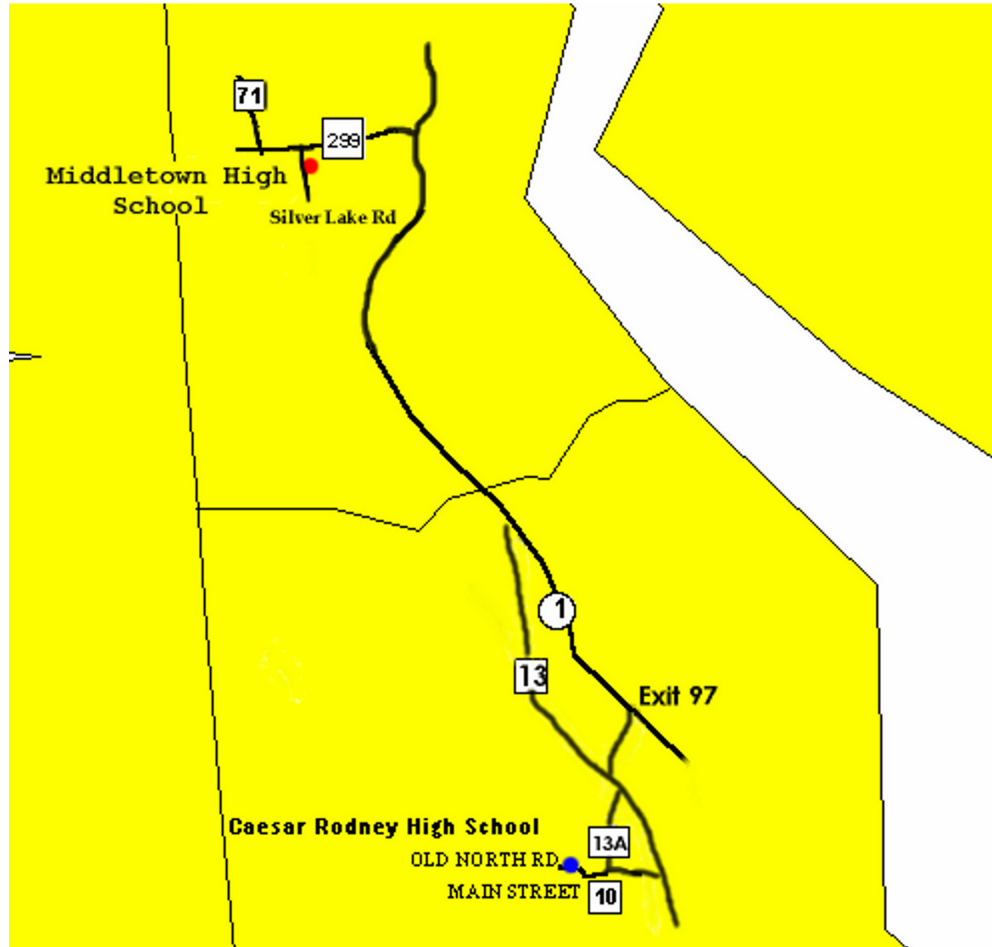 71
299
Middletown High
School
Silver Lake Rd
1
13
Exit 97
Caesar Rodney High School
13A
OLD NORTH RD
MAIN STREET
10